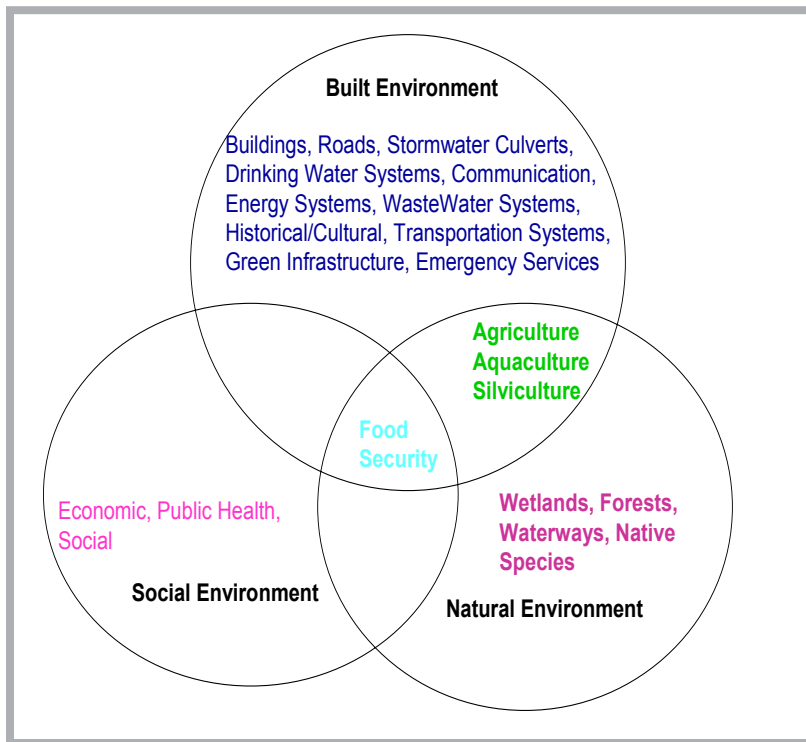 Built Environment
Buildings, Roads, Stormwater Culverts,
Drinking Water Systems, Communication,
Energy Systems, WasteWater Systems,
Historical/Cultural, Transportation Systems,
Green Infrastructure, Emergency Services
Agriculture
Aquaculture
Silviculture
Food
Security
Economic, Public Health,
Social
Social Environment
Wetlands, Forests,
Waterways, Native
Species
Natural Environment